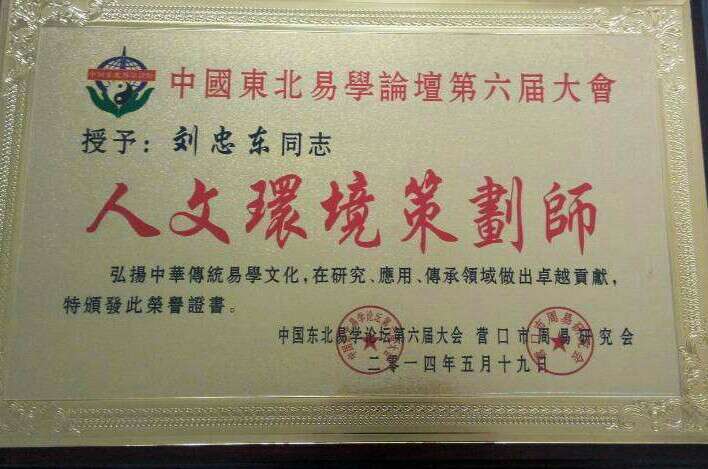 中國東北易學論壇第六届大會
授予：刘忠东同志
人文環境策劃師
弘揚中華傳統易學文化，在研究、應用、傳承領域做出卓越貢獻，
特頒發此榮譽證書。
中国东北易学论坛第六届大会 营口市周易研究会
二零一四年五月十九日